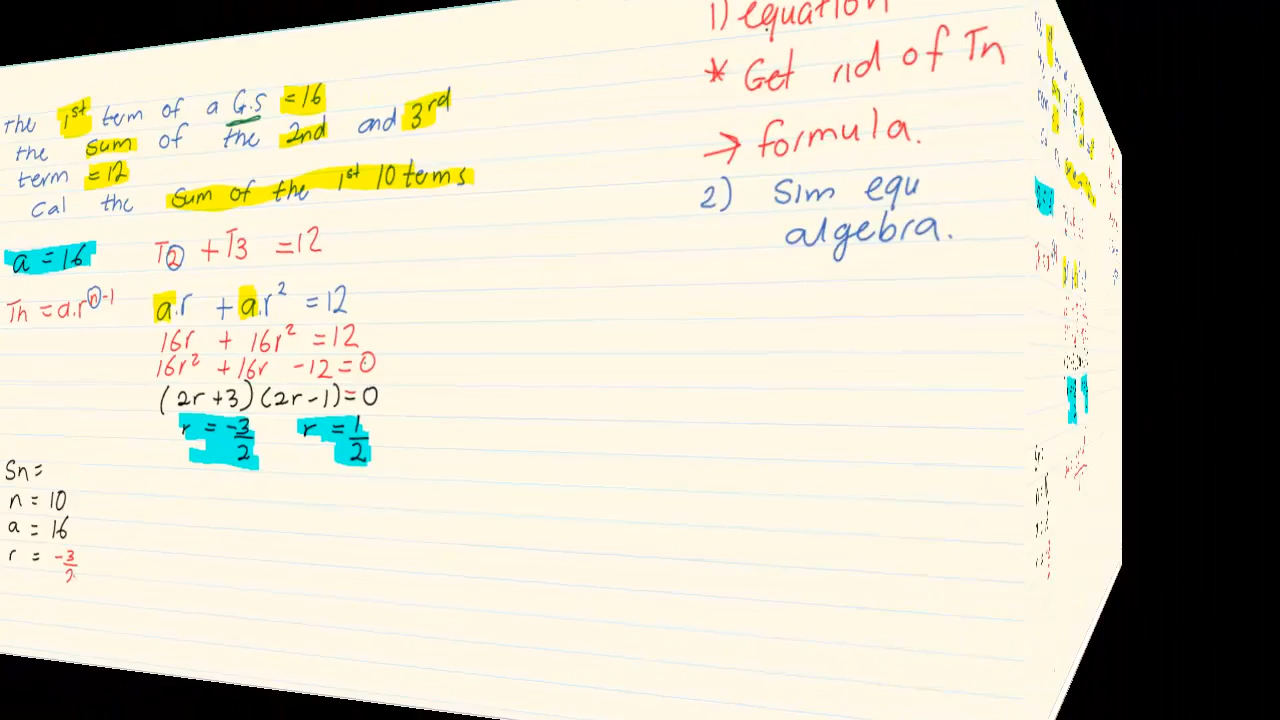 The 1st term of a G.S = 16
the sum of the 2nd and 3rd
term = 12
Cal the Sum of the 1st 10 terms
a = 16
T2 + T3 = 12
Tn = a.r^n-1
a.r + a.r² = 12
16r + 16r² = 12
16r² + 16r - 12 = 0
(2r + 3)(2r - 1) = 0
r = -3/2 r = 1/2
Sn =
n = 10
a = 16
r = -3/2
1) equation
* Get rid of Tn
→ formula.
2) Sim equ
algebra.